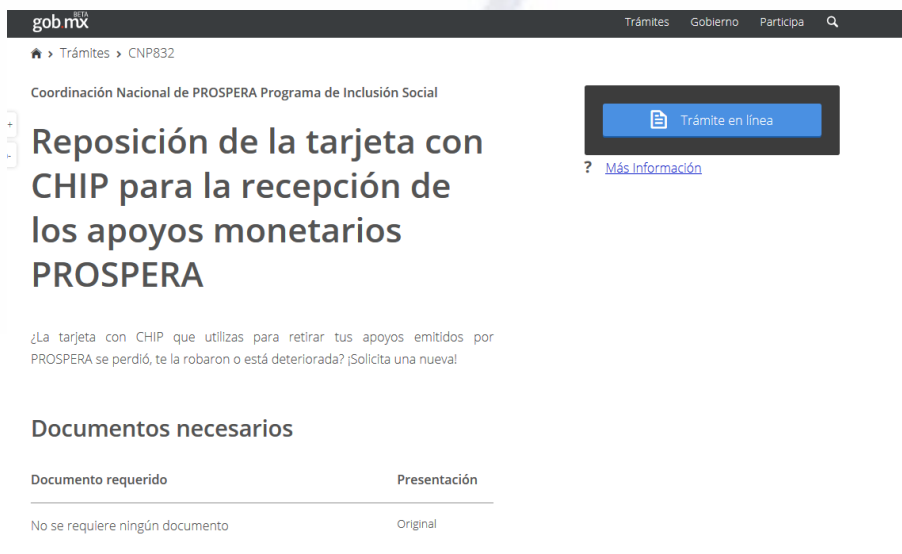 gob.mx BETA
Trámites Gobierno Participa
> Trámites > CNP832
Coordinación Nacional de PROSPERA Programa de Inclusión Social
Reposición de la tarjeta con
CHIP para la recepción de
los apoyos monetarios
PROSPERA
¿La tarjeta con CHIP que utilizas para retirar tus apoyos emitidos por
PROSPERA se perdió, te la robaron o está deteriorada? ¡Solicita una nueva!
Documentos necesarios
Documento requerido Presentación
No se requiere ningún documento Original
Trámite en línea
? Más Información